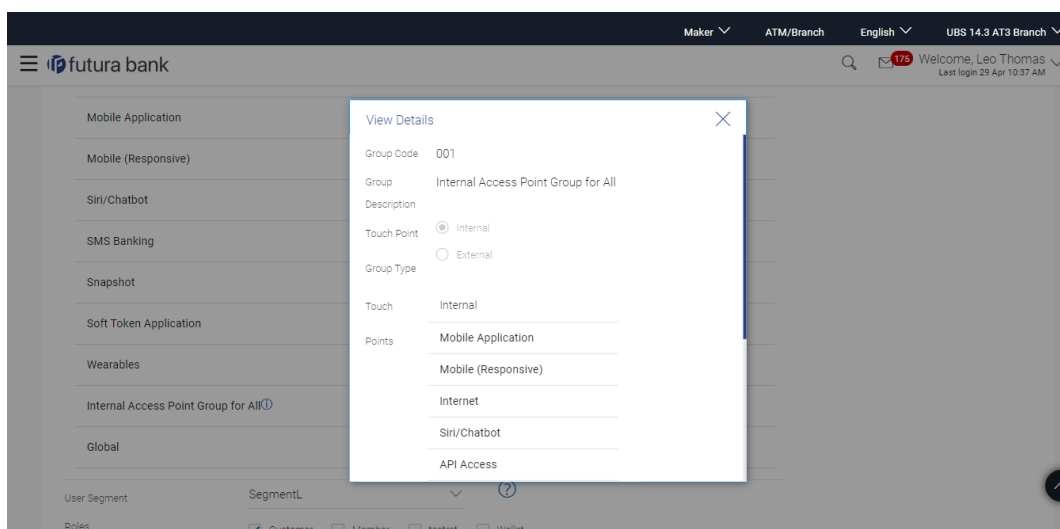 Maker ATM/Branch English UBS 14.3 AT3 Branch
futura bank
175
Welcome, Leo Thomas
Last login 29 Apr 10:37 AM
Mobile Application
Mobile (Responsive)
Siri/Chatbot
SMS Banking
Snapshot
Soft Token Application
Wearables
Internal Access Point Group for All
Global
User Segment SegmentL
Roles Customer Member testrat Wallet
View Details
Group Code 001
Group Description Internal Access Point Group for All
Touch Point Group Type
Internal
External
Touch Points
Internal
Mobile Application
Mobile (Responsive)
Internet
Siri/Chatbot
API Access